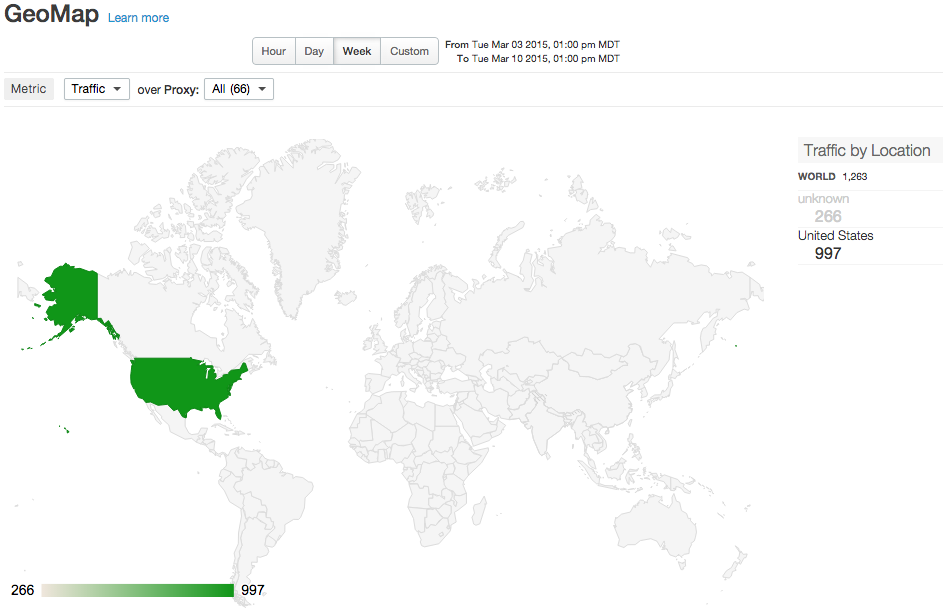 GeoMap Learn more
Hour Day Week Custom
From Tue Mar 03 2015, 01:00 pm MDT
To Tue Mar 10 2015, 01:00 pm MDT
Metric Traffic over Proxy: All (66)
Traffic by Location
WORLD 1,263
unknown
266
United States
997
266 997